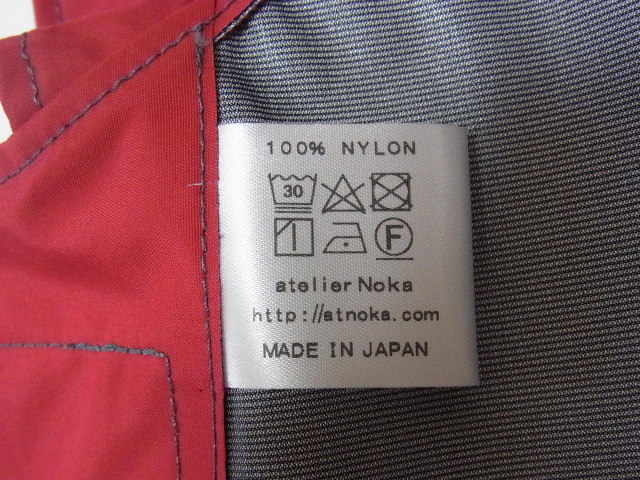 100% NYLON
30
F
atelier Noka
http://atnoka.com
MADE IN JAPAN